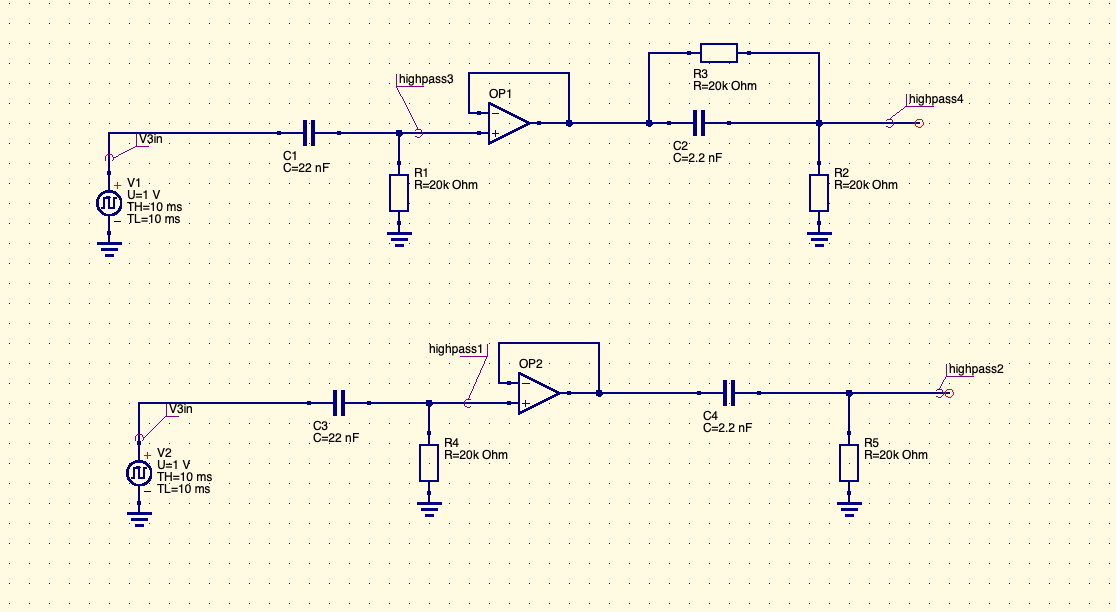 R3
R=20k Ohm
highpass3
OP1
highpass4
V3in
C1
C=22 nF
C2
C=2.2 nF
R1
R=20k Ohm
R2
R=20k Ohm
V1
U=1 V
TH=10 ms
TL=10 ms
+
−
−
+
highpass1
OP2
highpass2
V3in
C3
C=22 nF
C4
C=2.2 nF
R4
R=20k Ohm
R5
R=20k Ohm
V2
U=1 V
TH=10 ms
TL=10 ms
+
−
−
+